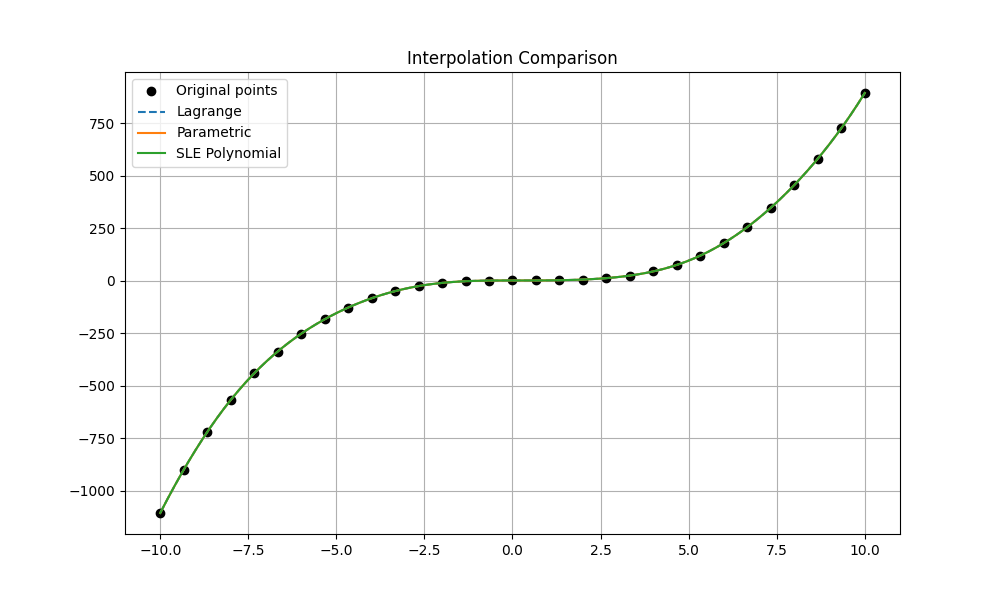 Interpolation Comparison
Original points
Lagrange
Parametric
SLE Polynomial
750
500
250
0
−250
−500
−750
−1000
−10.0 −7.5 −5.0 −2.5 0.0 2.5 5.0 7.5 10.0